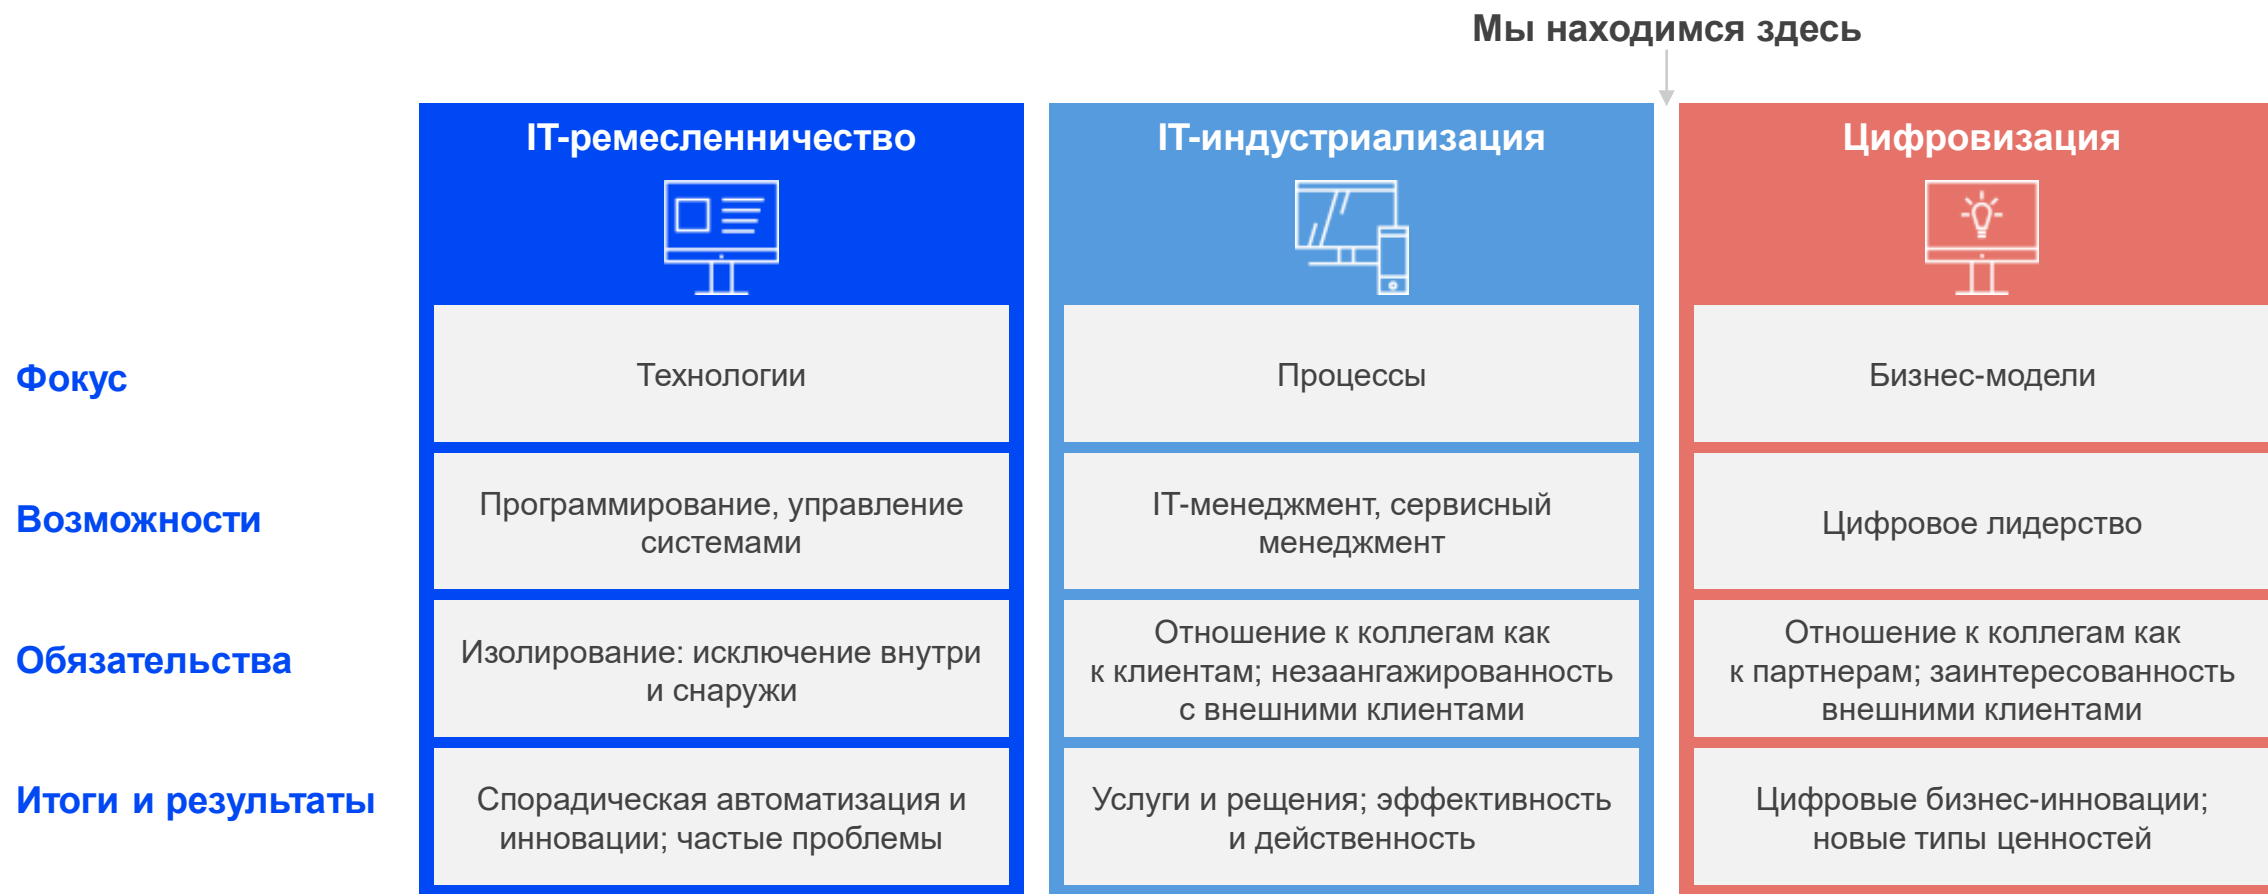 Мы находимся здесь
IT-ремесленничество
IT-индустриализация
Цифровизация
Фокус
Технологии
Процессы
Бизнес-модели
Возможности
Программирование, управление
системами
IT-менеджмент, сервисный
менеджмент
Цифровое лидерство
Обязательства
Изолирование: исключение внутри
и снаружи
Отношение к коллегам как
к клиентам; незаангажированность
с внешними клиентами
Отношение к коллегам как
к партнерам; заинтересованность
внешними клиентами
Итоги и результаты
Спорадическая автоматизация и
инновации; частые проблемы
Услуги и рещения; эффективность
и действенность
Цифровые бизнес-инновации;
новые типы ценностей